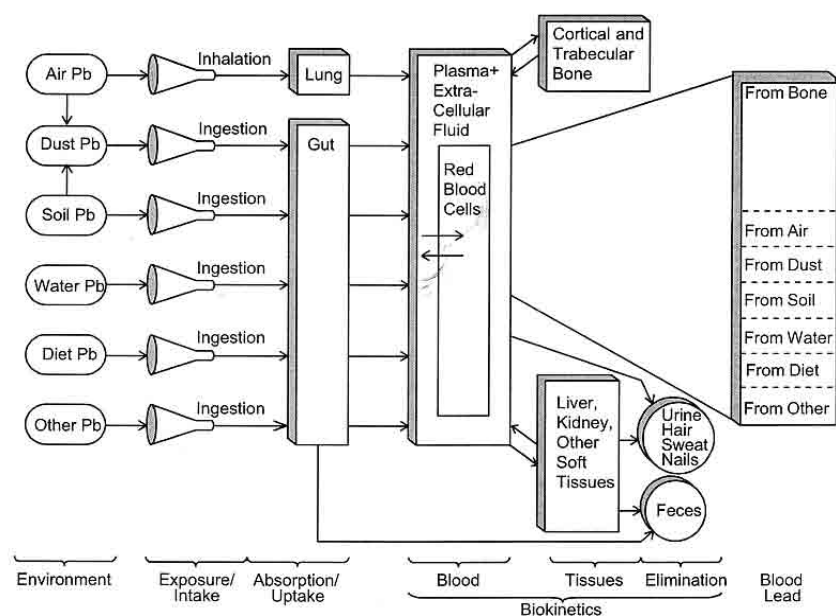 Air Pb
Inhalation
Lung
Dust Pb
Ingestion
Gut
Soil Pb
Ingestion
Water Pb
Ingestion
Diet Pb
Ingestion
Other Pb
Ingestion
Plasma+
Extra-
Cellular
Fluid
Red
Blood
Cells
Cortical and
Trabecular
Bone
Liver,
Kidney,
Other
Soft
Tissues
Urine
Hair
Sweat
Nails
Feces
From Bone
From Air
From Dust
From Soil
From Water
From Diet
From Other
Environment
Exposure/
Intake
Absorption/
Uptake
Blood
Tissues
Elimination
Biokinetics
Blood
Lead